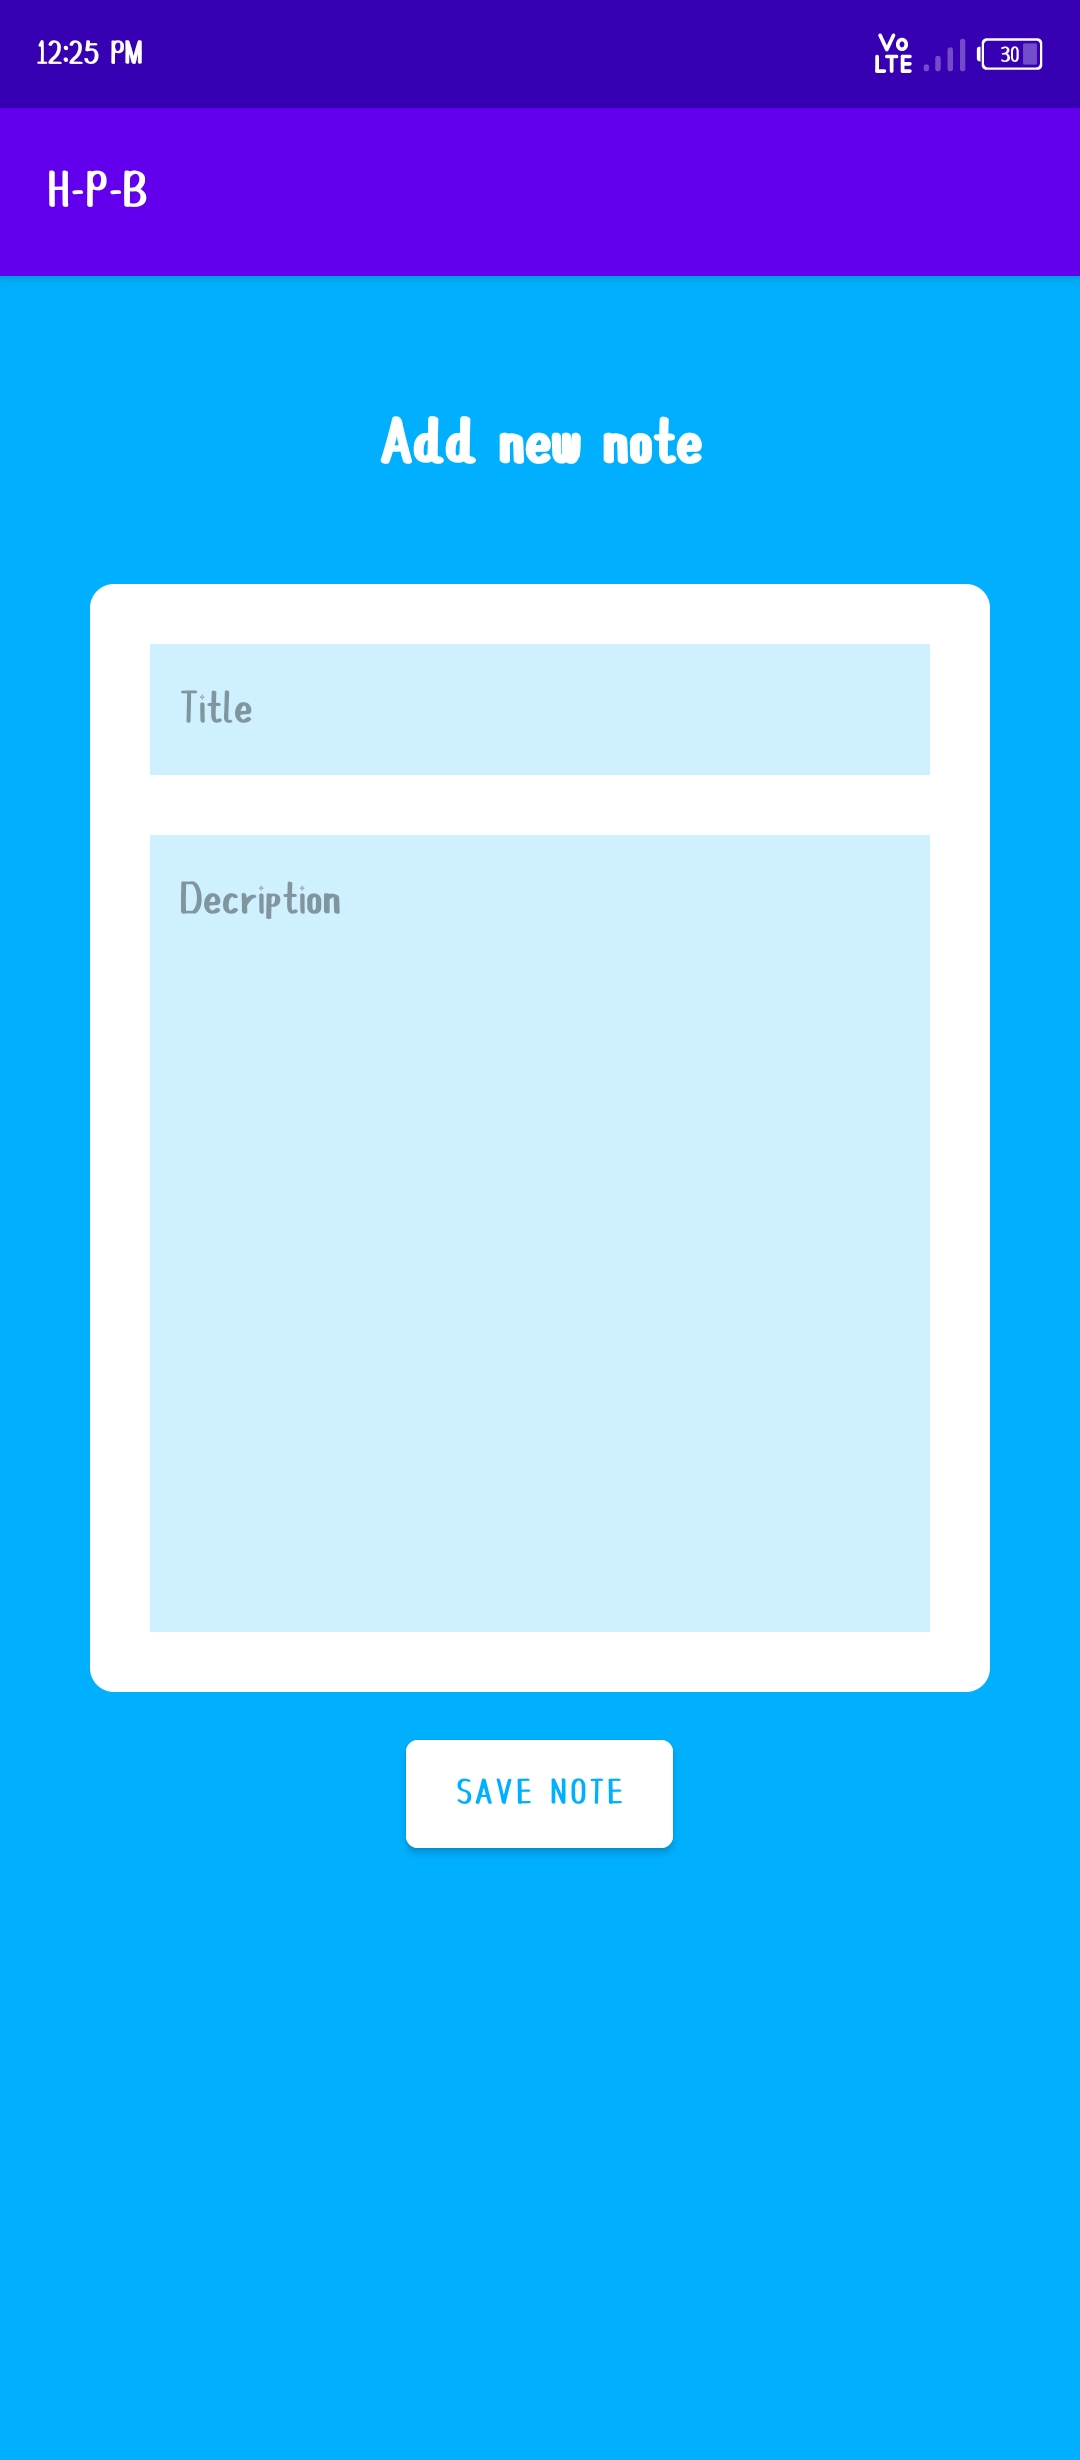 12:25 PM
Vo
LTE
30
H-P-B
Add new note
Title
Decription
SAVE NOTE